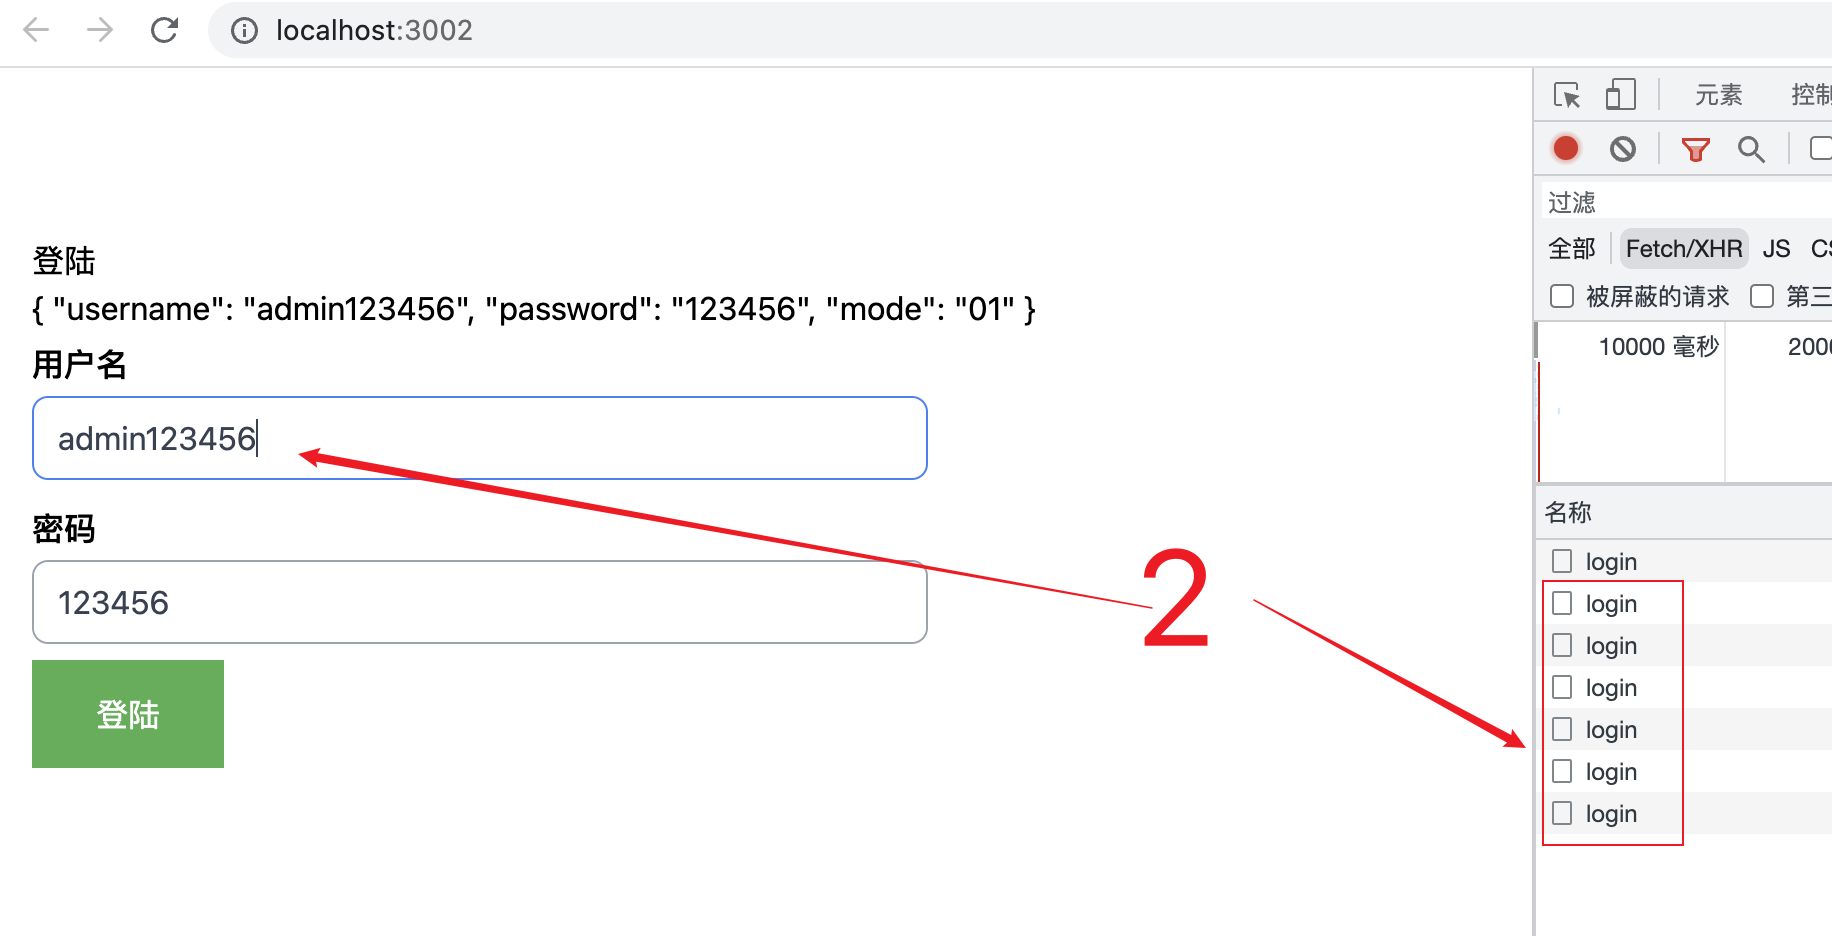 localhost:3002
元素
控制
过滤
全部
Fetch/XHR
JS
CS
被屏蔽的请求
第三
10000 毫秒
2000
名称
login
login
login
login
login
login
login
登陆
{ "username": "admin123456", "password": "123456", "mode": "01" }
用户名
admin123456
密码
123456
登陆
2